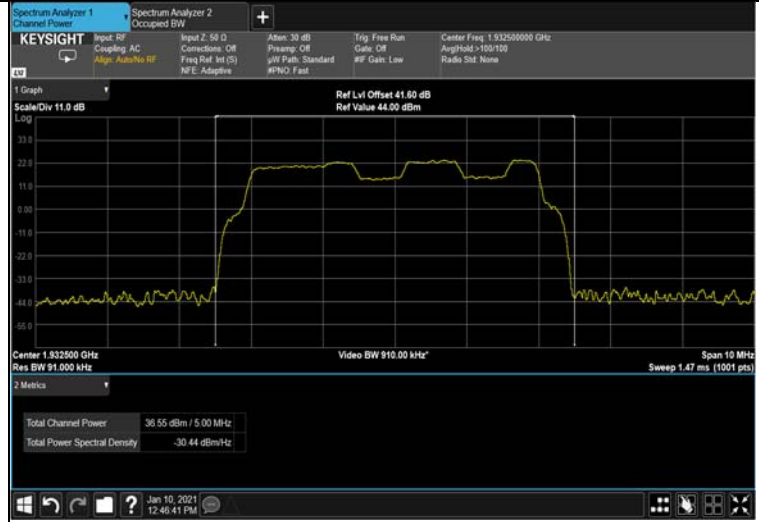 Spectrum Analyzer 1
Channel Power
Spectrum Analyzer 2
Occupied BW
+
KEYSIGHT
LXI
Input: RF
Coupling: AC
Align: Auto/No RF
Input Z: 50 Ω
Corrections: Off
Freq Ref: Int (S)
NFE: Adaptive
Atten: 30 dB
Preamp: Off
µW Path: Standard
#PNO: Fast
Trig: Free Run
Gate: Off
#IF Gain: Low
Center Freq: 1.932500000 GHz
Avg|Hold:>100/100
Radio Std: None
1 Graph
Scale/Div 11.0 dB
Ref Lvl Offset 41.60 dB
Ref Value 44.00 dBm
Log
33.0
22.0
11.0
0.00
-11.0
-22.0
-33.0
-44.0
-55.0
Center 1.932500 GHz
Res BW 91.000 kHz
Video BW 910.00 kHz*
Span 10 MHz
Sweep 1.47 ms (1001 pts)
2 Metrics
Total Channel Power 36.55 dBm / 5.00 MHz
Total Power Spectral Density -30.44 dBm/Hz
?
Jan 10, 2021
12:46:41 PM